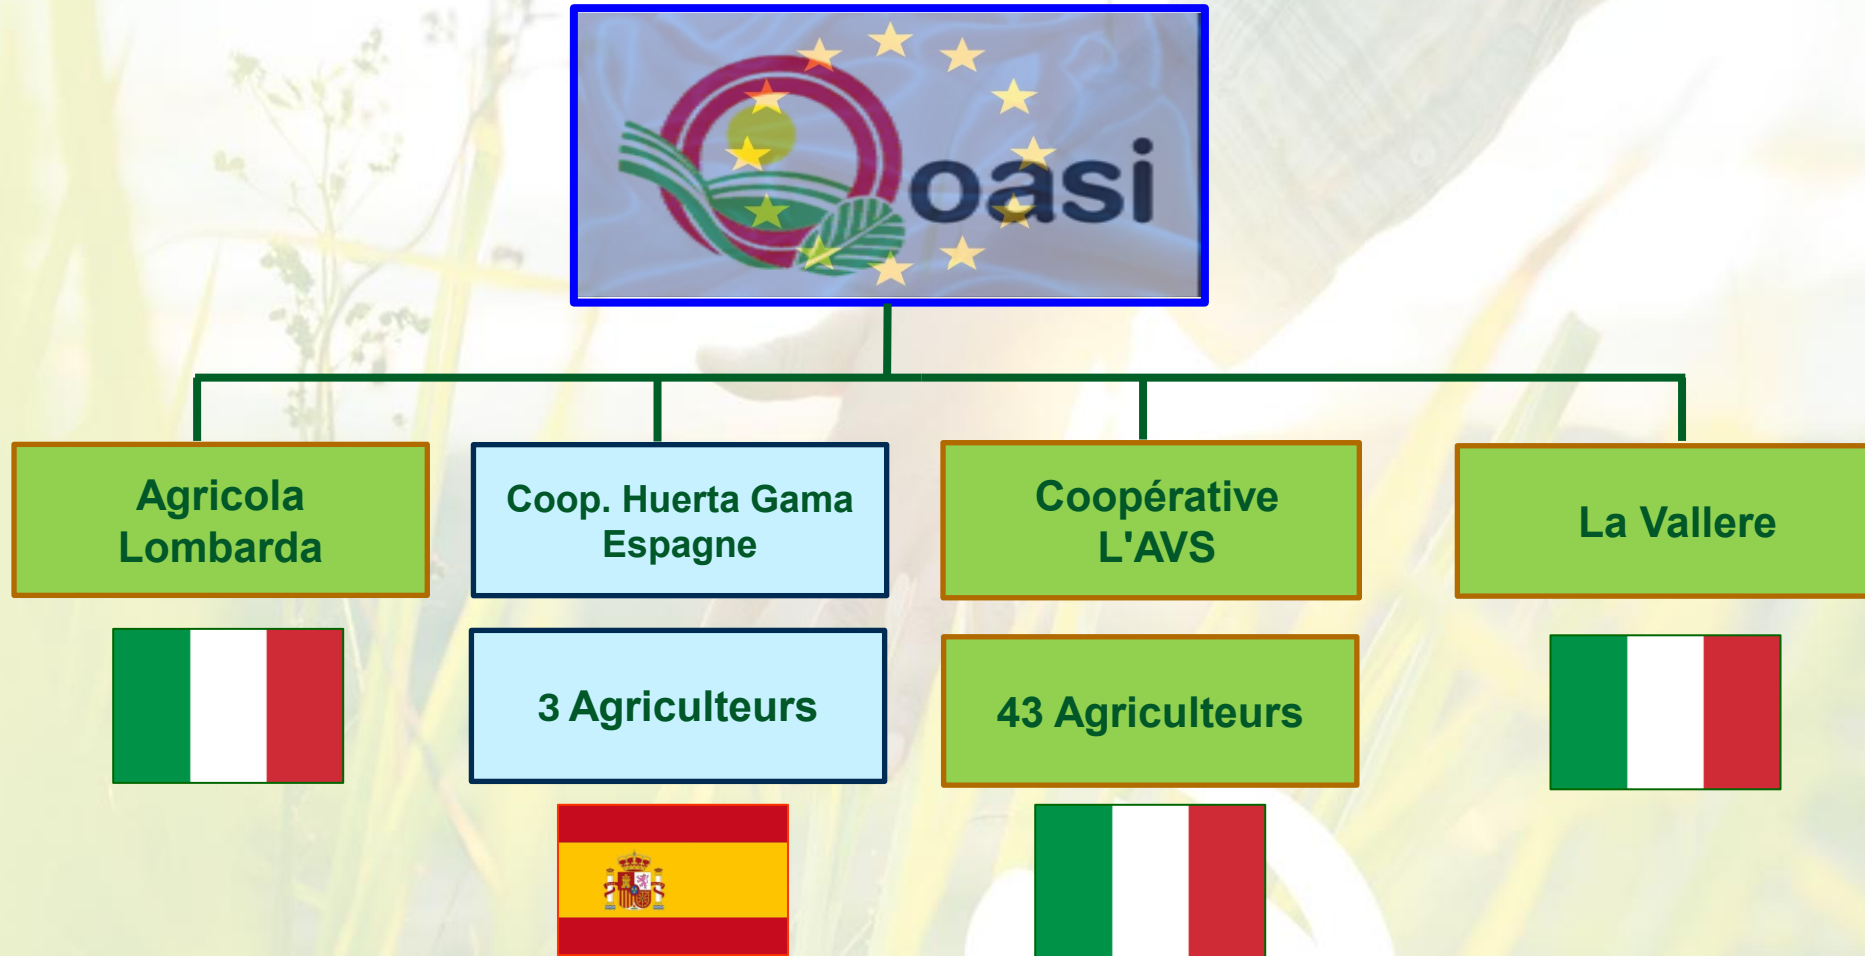 oasi
Agricola
Lombarda
Coop. Huerta Gama
Espagne
Coopérative
L'AVS
La Vallere
3 Agriculteurs
43 Agriculteurs